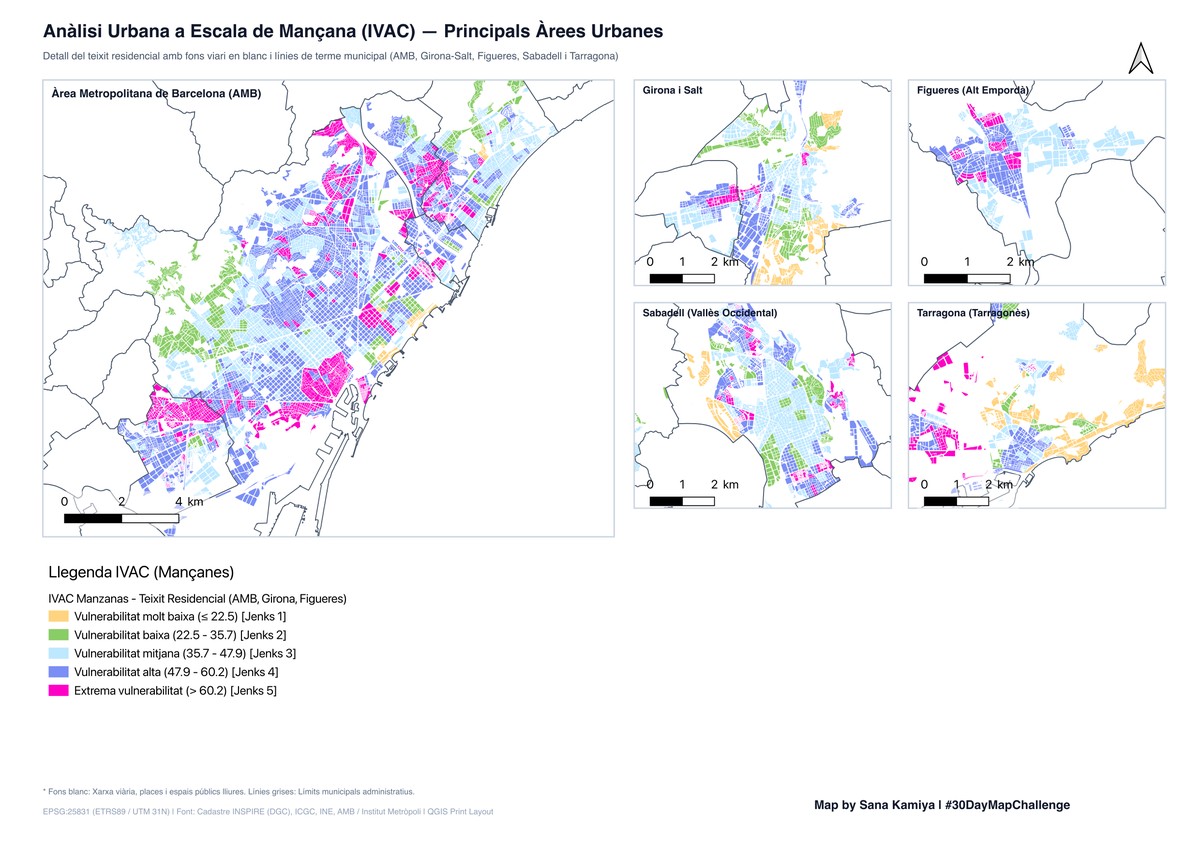 Anàlisi Urbana a Escala de Mançana (IVAC) — Principals Àrees Urbanes
Detall del teixit residencial amb fons viari en blanc i línies de terme municipal (AMB, Girona-Salt, Figueres, Sabadell i Tarragona)
Àrea Metropolitana de Barcelona (AMB)
0 2 4 km
Girona i Salt
0 1 2 km
Figueres (Alt Empordà)
0 1 2 km
Sabadell (Vallès Occidental)
0 1 2 km
Tarragona (Tarragonès)
0 1 2 km
Llegenda IVAC (Mançanes)
IVAC Manzanas - Teixit Residencial (AMB, Girona, Figueres)
Vulnerabilitat molt baixa (≤ 22.5) [Jenks 1]
Vulnerabilitat baixa (22.5 - 35.7) [Jenks 2]
Vulnerabilitat mitjana (35.7 - 47.9) [Jenks 3]
Vulnerabilitat alta (47.9 - 60.2) [Jenks 4]
Extrema vulnerabilitat (> 60.2) [Jenks 5]
* Fons blanc: Xarxa viària, places i espais públics lliures. Línies grises: Límits municipals administratius.
EPSG:25831 (ETRS89 / UTM 31N) | Font: Cadastre INSPIRE (DGC), ICGC, INE, AMB / Institut Metròpoli | QGIS Print Layout
Map by Sana Kamiya | #30DayMapChallenge